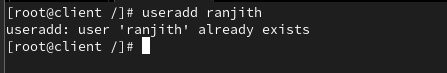 [root@client /]# useradd ranjith
useradd: user 'ranjith' already exists
[root@client /]#